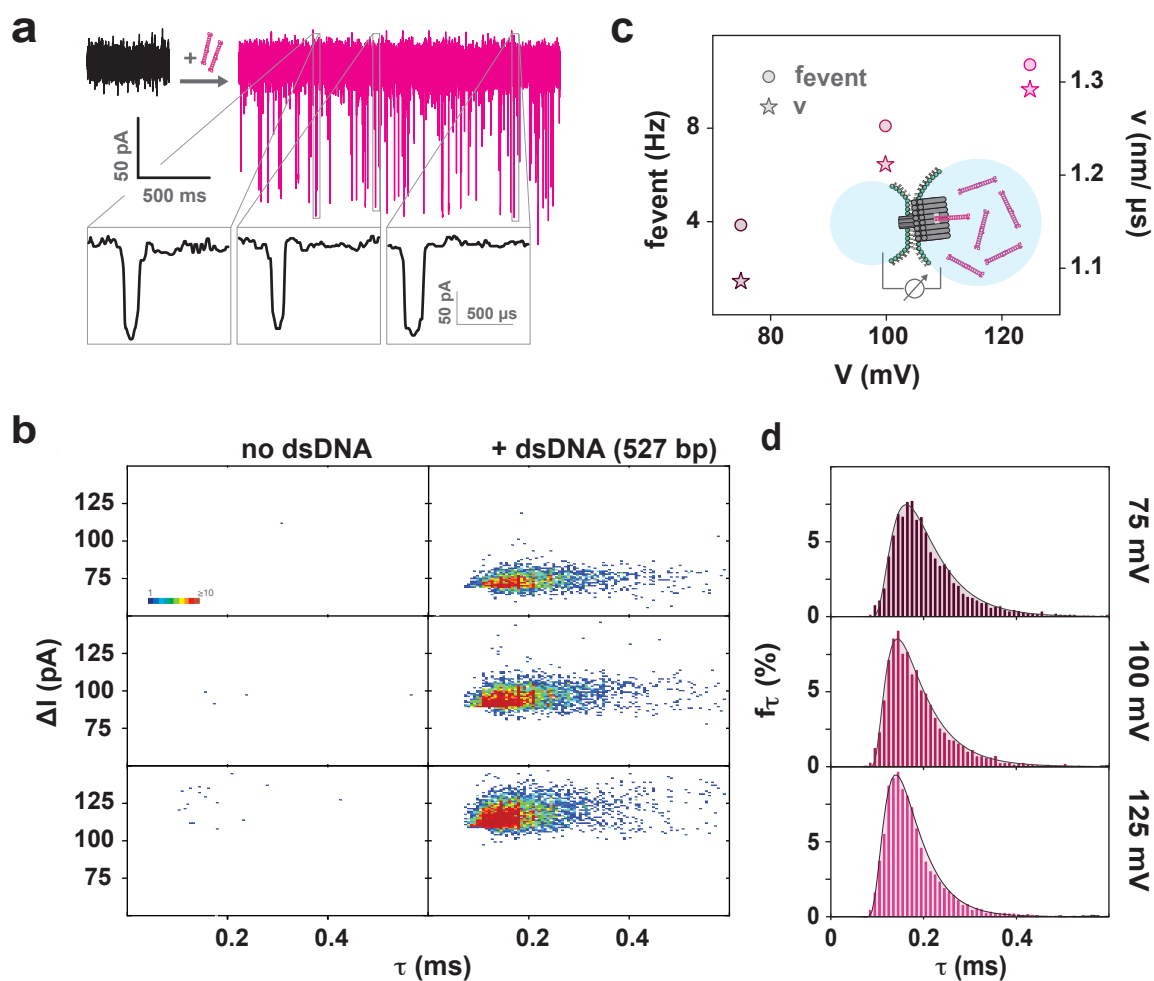 a
+
50 pA
500 ms
50 pA
500 µs
c
fevent
v
fevent (Hz)
8
4
v (nm/ µs)
1.3
1.2
1.1
80
100
120
V (mV)
b
no dsDNA
+ dsDNA (527 bp)
ΔI (pA)
125
100
75
1
≥10
125
100
75
125
100
75
0.2
0.4
0.2
0.4
0.6
τ (ms)
d
fτ (%)
5
0
75 mV
5
0
100 mV
5
0
125 mV
0
0.2
0.4
τ (ms)